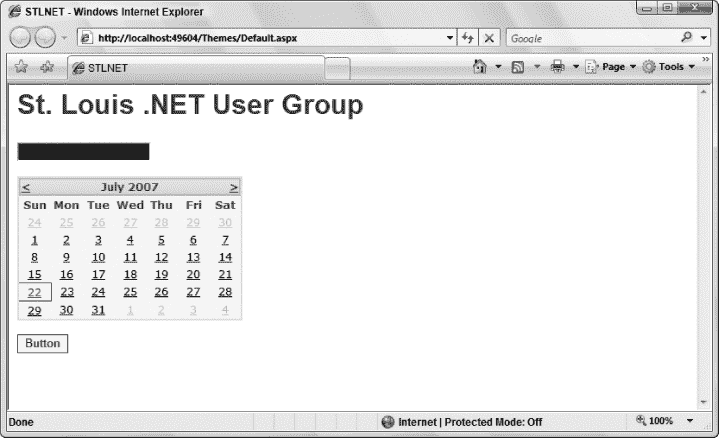 STLNET - Windows Internet Explorer
http://localhost:49604/Themes/Default.aspx
Google
STLNET
Page
Tools
St. Louis .NET User Group
< July 2007 >
Sun Mon Tue Wed Thu Fri Sat
24 25 26 27 28 29 30
1 2 3 4 5 6 7
8 9 10 11 12 13 14
15 16 17 18 19 20 21
22 23 24 25 26 27 28
29 30 31 1 2 3 4
Button
Done
Internet | Protected Mode: Off
100%